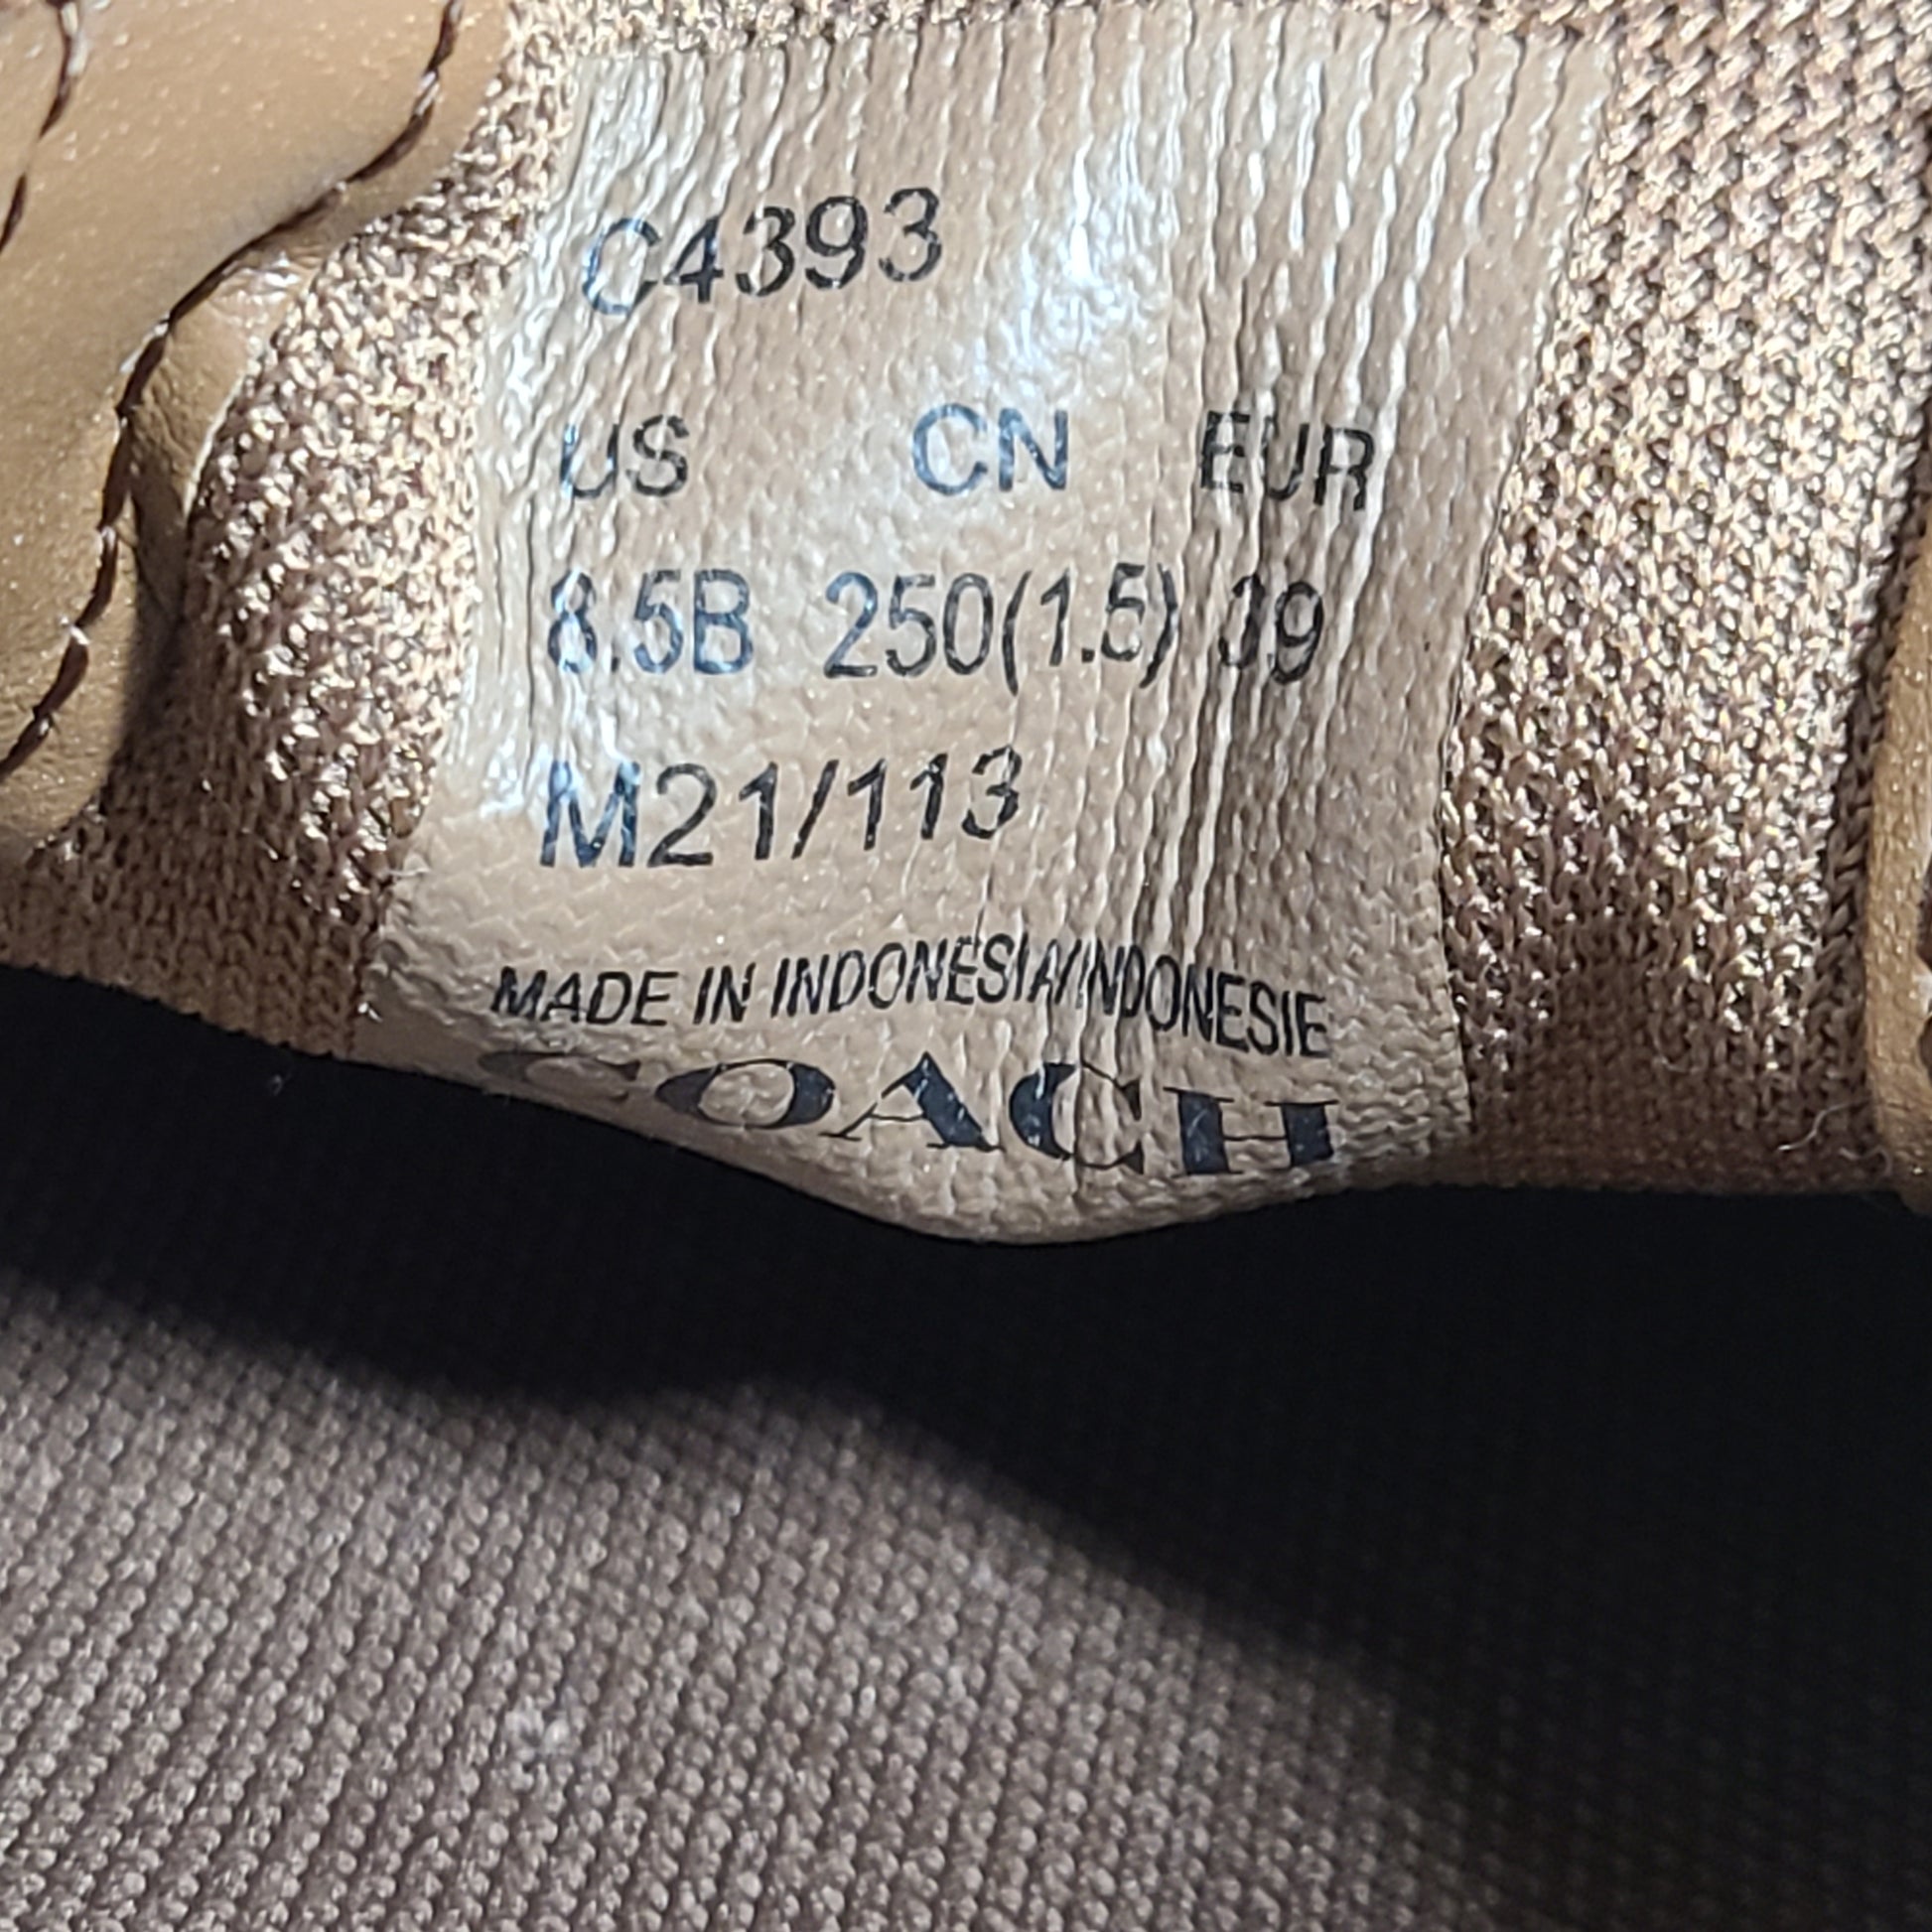 C4393
US CN EUR
8.5B 250(1.5) 39
M21/113
MADE IN INDONESIA/INDONESIE
COACH